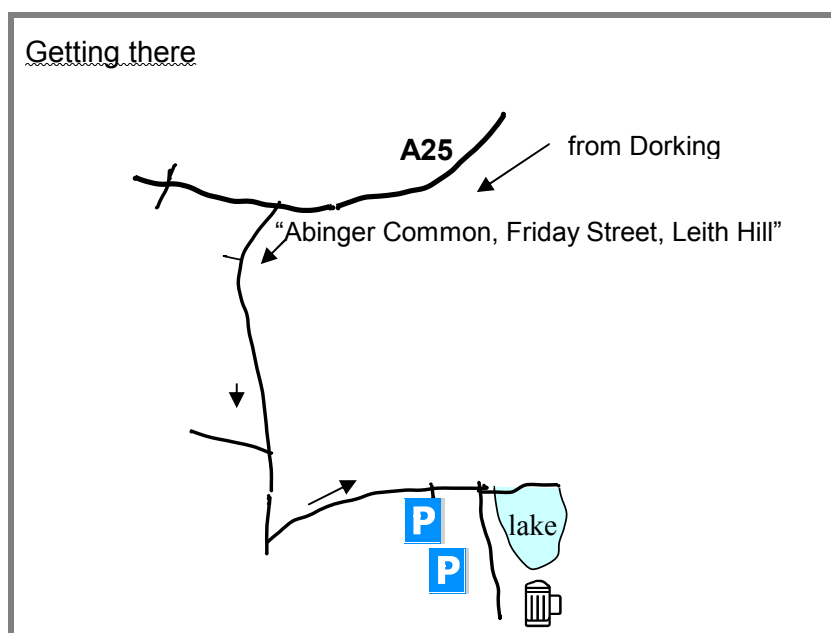 Getting there
A25
from Dorking
“Abinger Common, Friday Street, Leith Hill”
P
lake
P